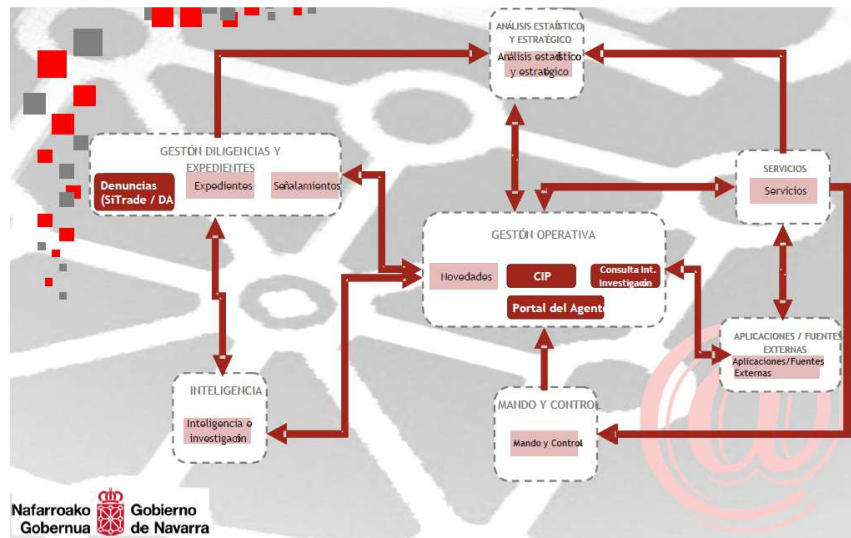 ANÁLISIS ESTADÍSTICO
Y ESTRATÉGICO
Análisis estadístico
y estratégico
GESTIÓN DILIGENCIAS Y
EXPEDIENTES
Denuncias
(SiTrade / DA
Expedientes
Señalamientos
SERVICIOS
Servicios
GESTIÓN OPERATIVA
Novedades
CIP
Consulta Int.
Investigación
Portal del Agente
APLICACIONES / FUENTES
EXTERNAS
Aplicaciones/Fuentes
Externas
INTELIGENCIA
Inteligencia e
investigación
MANDO Y CONTROL
Mando y Control
Nafarroako
Gobernua
Gobierno
de Navarra